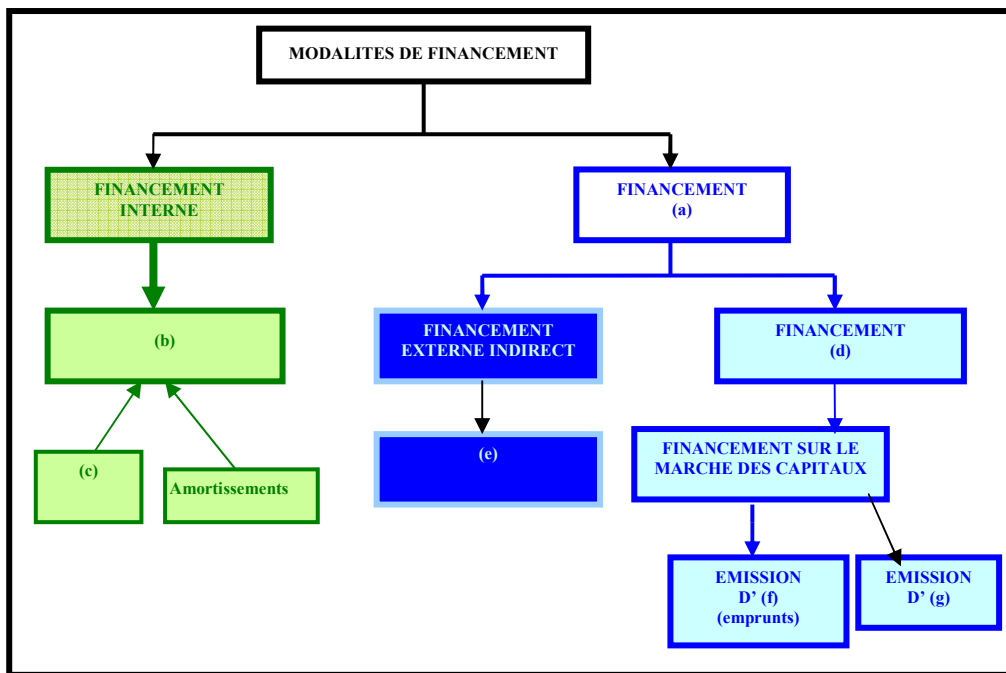 MODALITES DE FINANCEMENT
FINANCEMENT
INTERNE
FINANCEMENT
(a)
(b)
FINANCEMENT
EXTERNE INDIRECT
FINANCEMENT
(d)
(c)
Amortissements
(e)
FINANCEMENT SUR LE
MARCHE DES CAPITAUX
EMISSION
D’ (f)
(emprunts)
EMISSION
D’ (g)